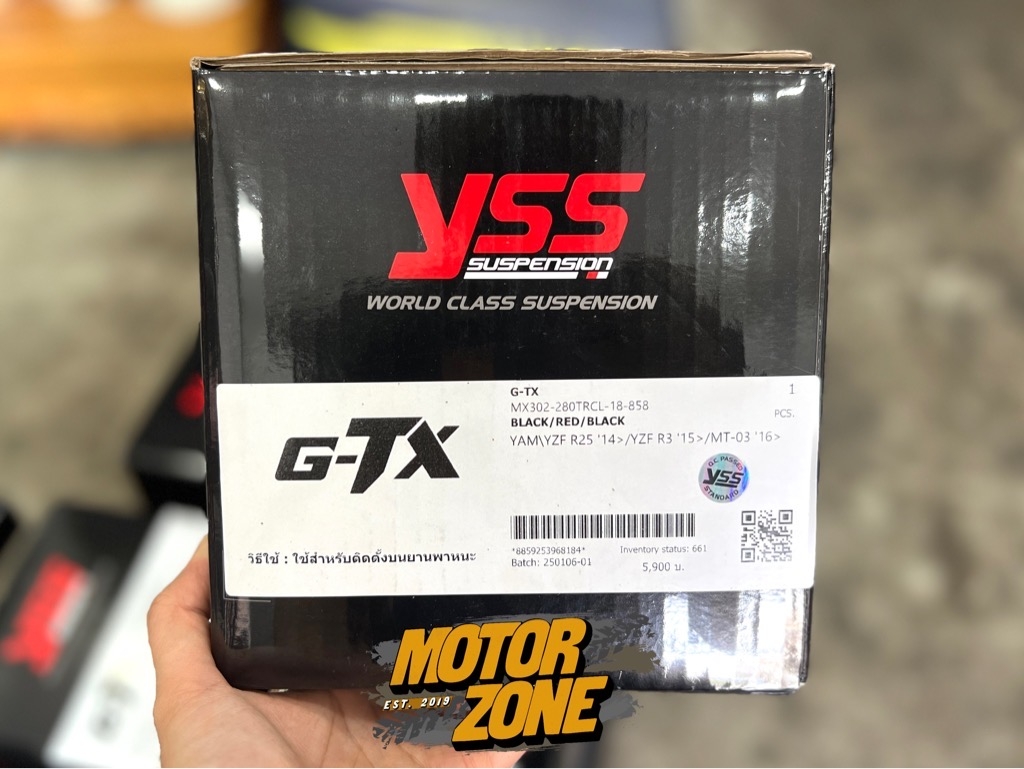 YSS
SUSPENSION
WORLD CLASS SUSPENSION
G-TX
G-TX
1
MX302-280TRCL-18-858
PCS.
BLACK/RED/BLACK
YAM\YZF R25 '14>/YZF R3 '15>/MT-03 '16>
Q.C. PASSED
YSS
STANDARD
*8859253968184*
Inventory status: 661
Batch: 250106-01
5,900 บ.
วิธีใช้ : ใช้สำหรับติดตั้งบนยานพาหนะ
MOTOR
EST. 2019
ZONE